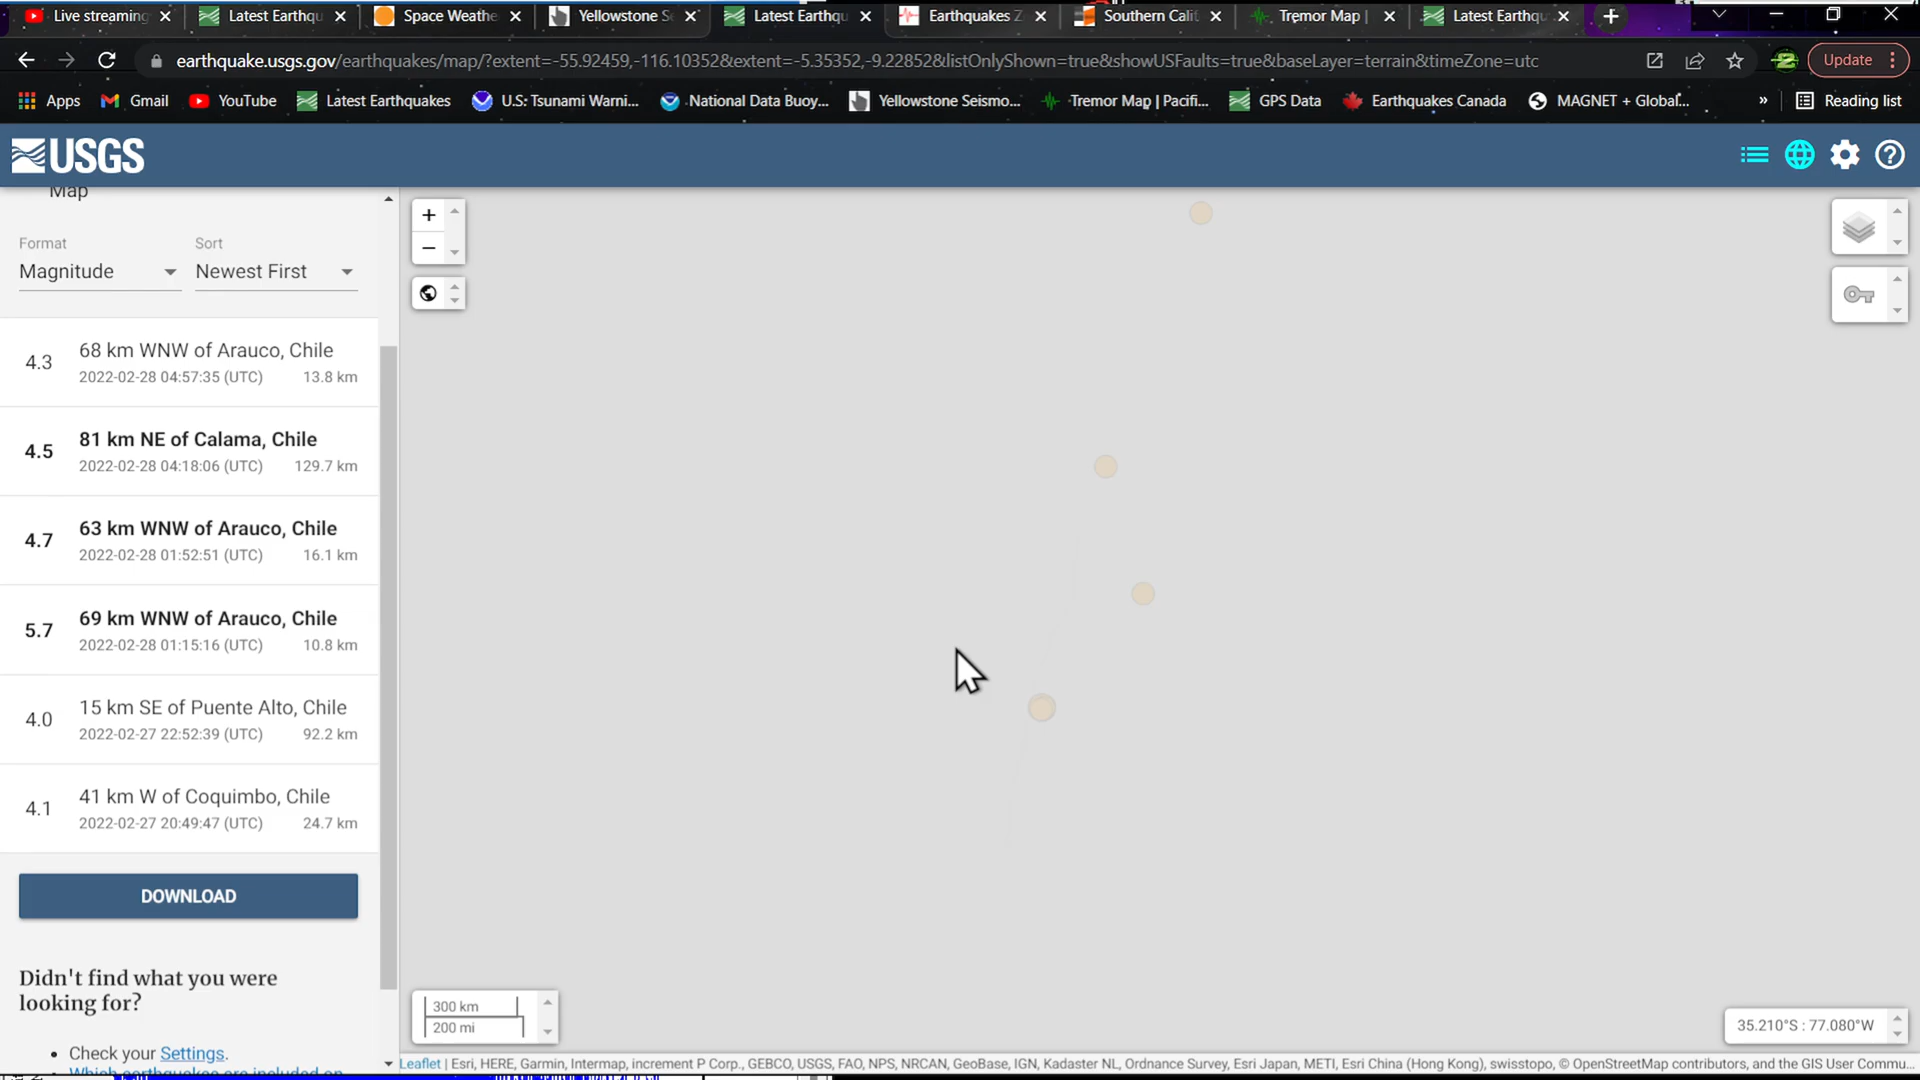 Live streaming
Latest Earthqu
Space Weathe
Yellowstone Se
Latest Earthqu
Earthquakes Z
Southern Calif
Tremor Map |
Latest Earthqu
earthquake.usgs.gov/earthquakes/map/?extent=-55.92459,-116.10352&extent=-5.35352,-9.22852&listOnlyShown=true&showUSFaults=true&baseLayer=terrain&timeZone=utc
Update
Apps
Gmail
YouTube
Latest Earthquakes
U.S. Tsunami Warni...
National Data Buoy...
Yellowstone Seismo...
Tremor Map | Pacifi...
GPS Data
Earthquakes Canada
MAGNET + Global...
»
Reading list
USGS
Map
Format
Sort
Magnitude
Newest First
4.3
68 km WNW of Arauco, Chile
2022-02-28 04:57:35 (UTC) 13.8 km
4.5
81 km NE of Calama, Chile
2022-02-28 04:18:06 (UTC) 129.7 km
4.7
63 km WNW of Arauco, Chile
2022-02-28 01:52:51 (UTC) 16.1 km
5.7
69 km WNW of Arauco, Chile
2022-02-28 01:15:16 (UTC) 10.8 km
4.0
15 km SE of Puente Alto, Chile
2022-02-27 22:52:39 (UTC) 92.2 km
4.1
41 km W of Coquimbo, Chile
2022-02-27 20:49:47 (UTC) 24.7 km
DOWNLOAD
Didn't find what you were
looking for?
• Check your Settings.
Which earthquakes are included on
+
−
300 km
200 mi
35.210°S : 77.080°W
Leaflet | Esri, HERE, Garmin, Intermap, increment P Corp., GEBCO, USGS, FAO, NPS, NRCAN, GeoBase, IGN, Kadaster NL, Ordnance Survey, Esri Japan, METI, Esri China (Hong Kong), swisstopo, © OpenStreetMap contributors, and the GIS User Commu...